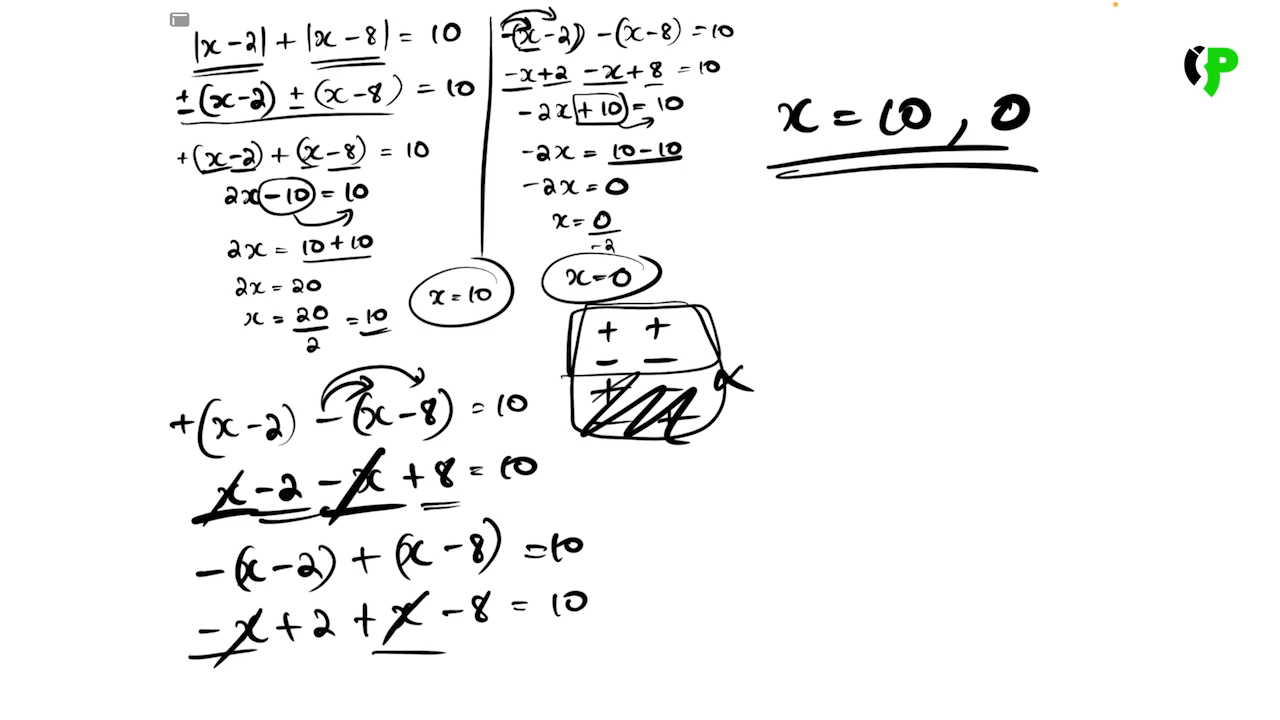 |x-2| + |x-8| = 10
±(x-2) ± (x-8) = 10
+(x-2) + (x-8) = 10
2x - 10 = 10
2x = 10+10
2x = 20
x = 20/2 = 10
x = 10
-(x-2) - (x-8) = 10
-x+2 -x+8 = 10
-2x +10 = 10
-2x = 10-10
-2x = 0
x = 0/-2
x=0
+ +
- -
+ -
- +
x
+(x-2) -(x-8) = 10
x-2 -x +8 = 10
-(x-2) + (x-8) = 10
-x+2 +x-8 = 10
x = 10, 0
P